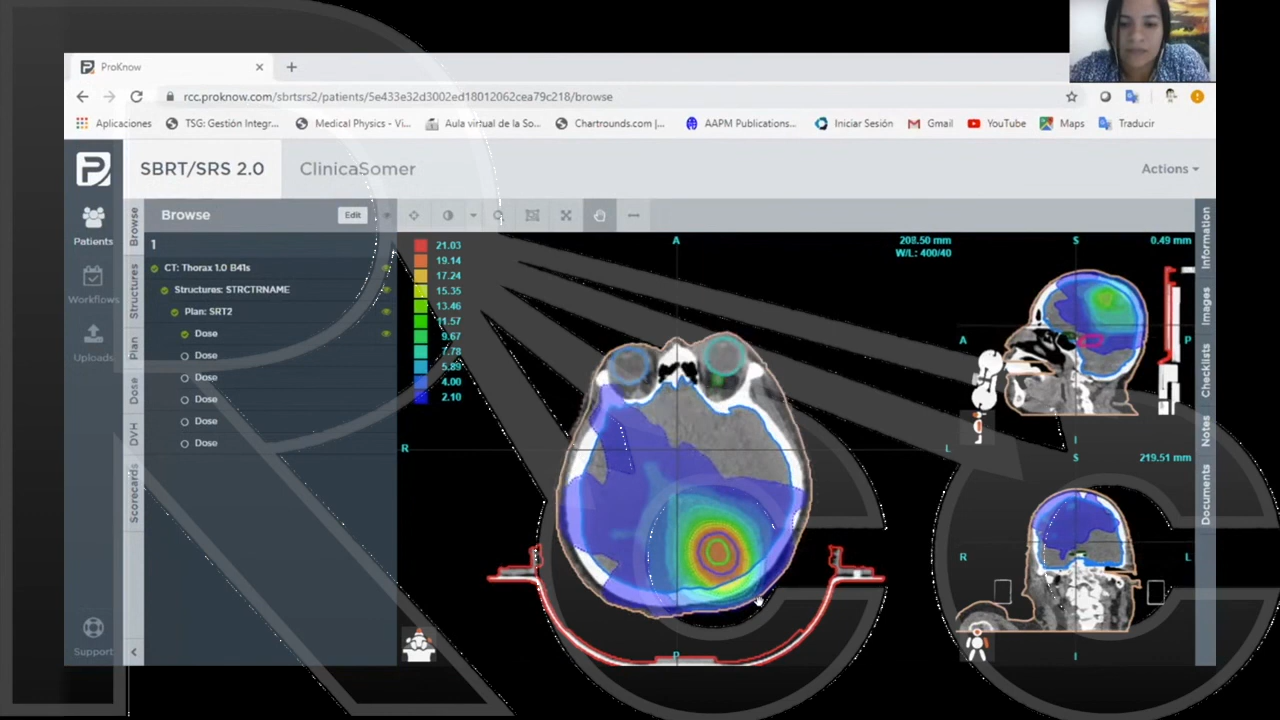 ProKnow
rcc.proknow.com/sbrtsrs2/patients/5e433e32d3002ed18012062cea79c218/browse
Aplicaciones
TSG: Gestión Integr...
Medical Physics - Vi...
Aula virtual de la So...
Chartrounds.com |...
AAPM Publications...
Iniciar Sesión
Gmail
YouTube
Maps
Traducir
SBRT/SRS 2.0
ClinicaSomer
Actions
Patients
Workflows
Uploads
Support
Browse
Structures
Plan
Dose
DVH
Scorecards
Browse
Edit
1
CT: Thorax 1.0 B41s
Structures: STRCTRNAME
Plan: SRT2
Dose
Dose
Dose
Dose
Dose
Dose
21.03
19.14
17.24
15.35
13.46
11.57
9.67
7.78
5.89
4.00
2.10
A
208.50 mm
W/L: 400/40
R
L
P
S
0.49 mm
A
P
I
S
219.51 mm
R
L
I
Information
Images
Checklists
Notes
Documents
RCC